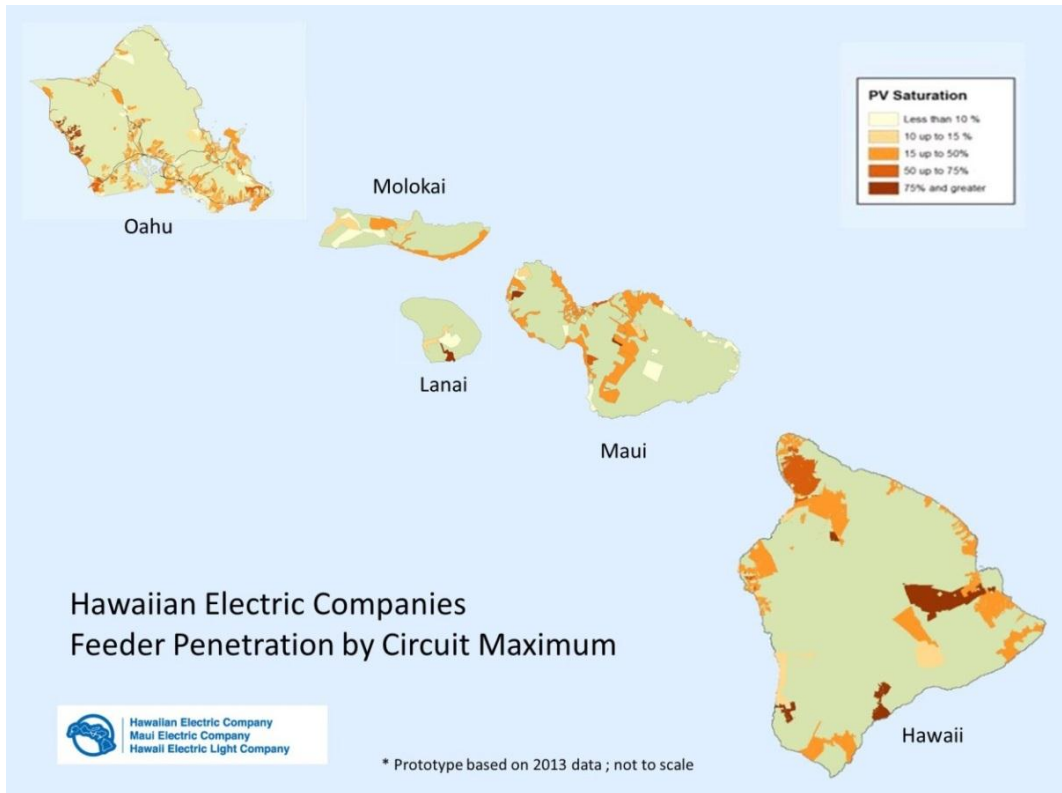 PV Saturation
Less than 10 %
10 up to 15 %
15 up to 50%
50 up to 75%
75% and greater
Oahu
Molokai
Lanai
Maui
Hawaii
Hawaiian Electric Companies
Feeder Penetration by Circuit Maximum
Hawaiian Electric Company
Maui Electric Company
Hawaii Electric Light Company
* Prototype based on 2013 data ; not to scale